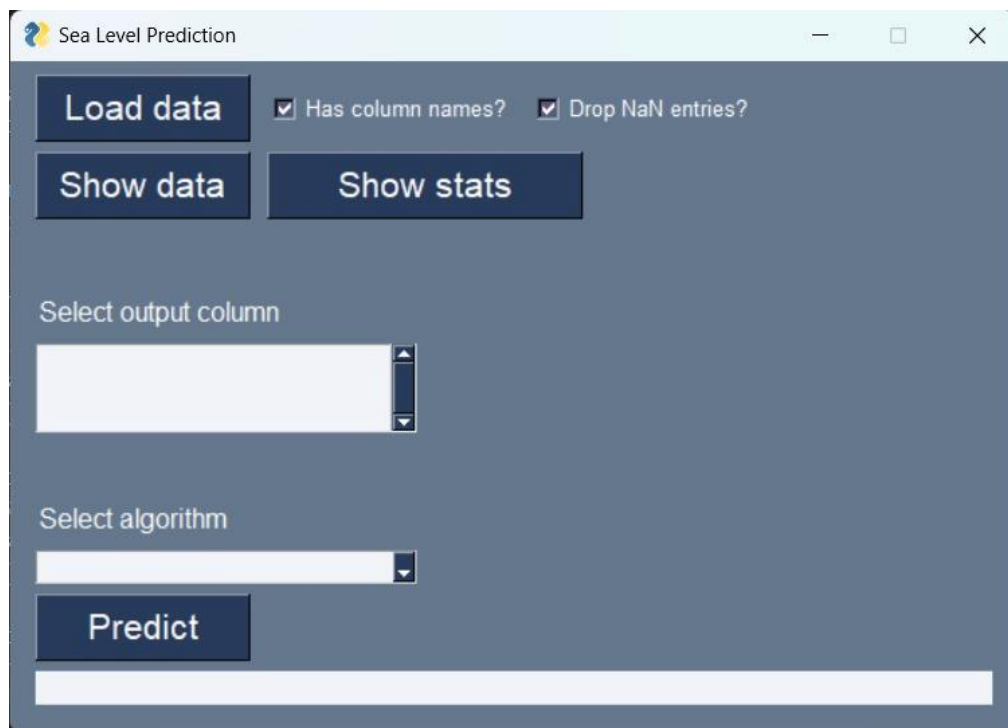 Sea Level Prediction
Load data Has column names? Drop NaN entries?
Show data Show stats
Select output column
Select algorithm
Predict